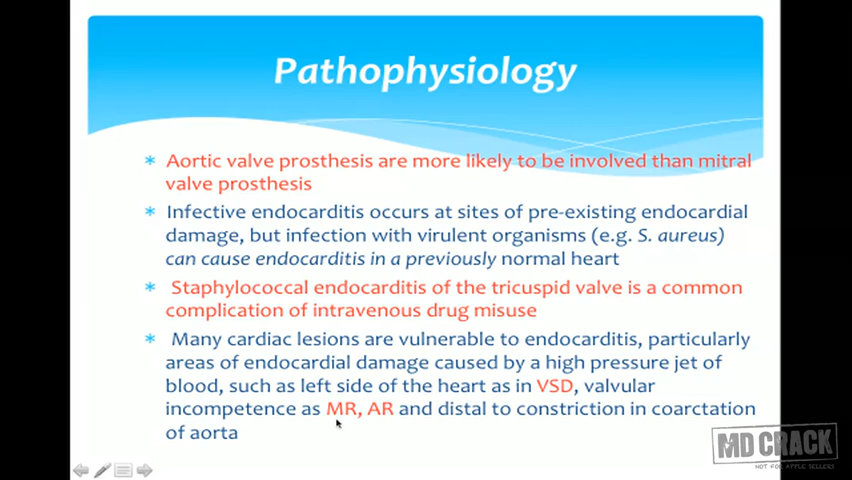 Pathophysiology
* Aortic valve prosthesis are more likely to be involved than mitral
valve prosthesis
* Infective endocarditis occurs at sites of pre-existing endocardial
damage, but infection with virulent organisms (e.g. S. aureus)
can cause endocarditis in a previously normal heart
* Staphylococcal endocarditis of the tricuspid valve is a common
complication of intravenous drug misuse
* Many cardiac lesions are vulnerable to endocarditis, particularly
areas of endocardial damage caused by a high pressure jet of
blood, such as left side of the heart as in VSD, valvular
incompetence as MR, AR and distal to constriction in coarctation
of aorta
MD CRACK
NOT FOR APPLE SELLERS